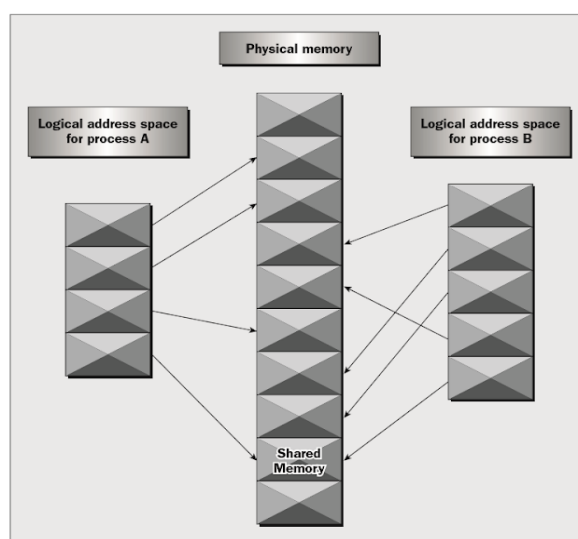 Physical memory
Logical address space
for process A
Logical address space
for process B
Shared
Memory